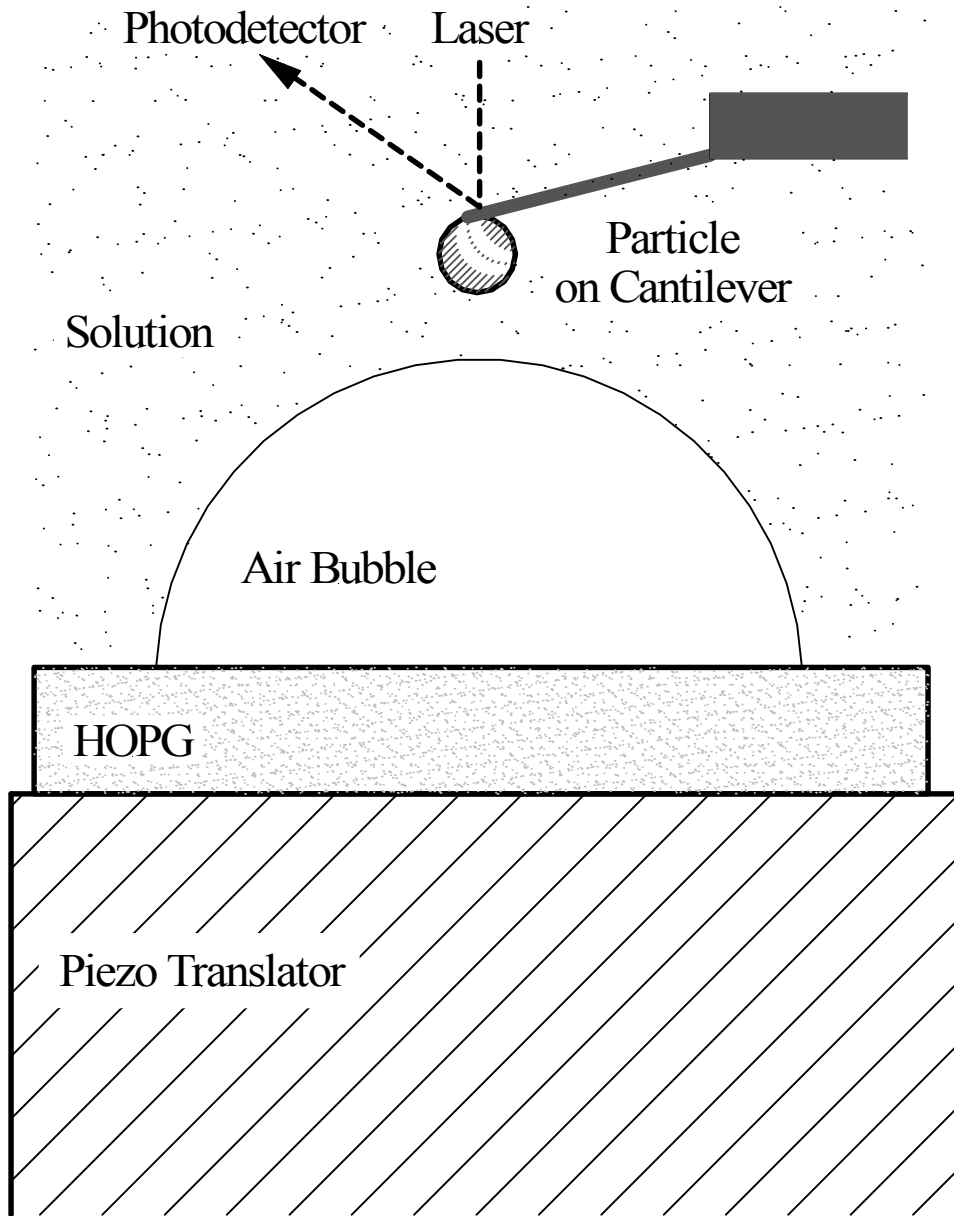 Photodetector Laser
Particle
on Cantilever
Solution
Air Bubble
HOPG
Piezo Translator